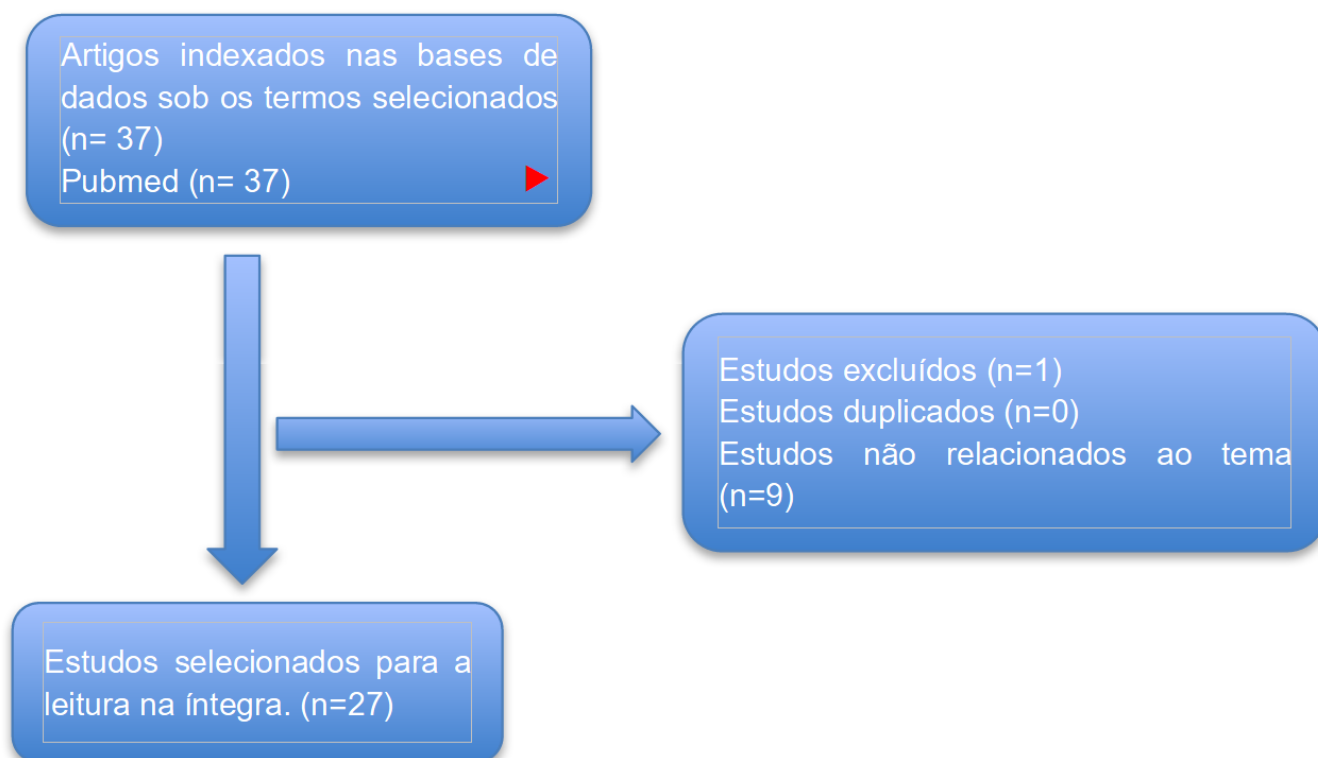 Artigos indexados nas bases de
dados sob os termos selecionados
(n= 37)
Pubmed (n= 37)
Estudos excluídos (n=1)
Estudos duplicados (n=0)
Estudos não relacionados ao tema
(n=9)
Estudos selecionados para a
leitura na íntegra. (n=27)